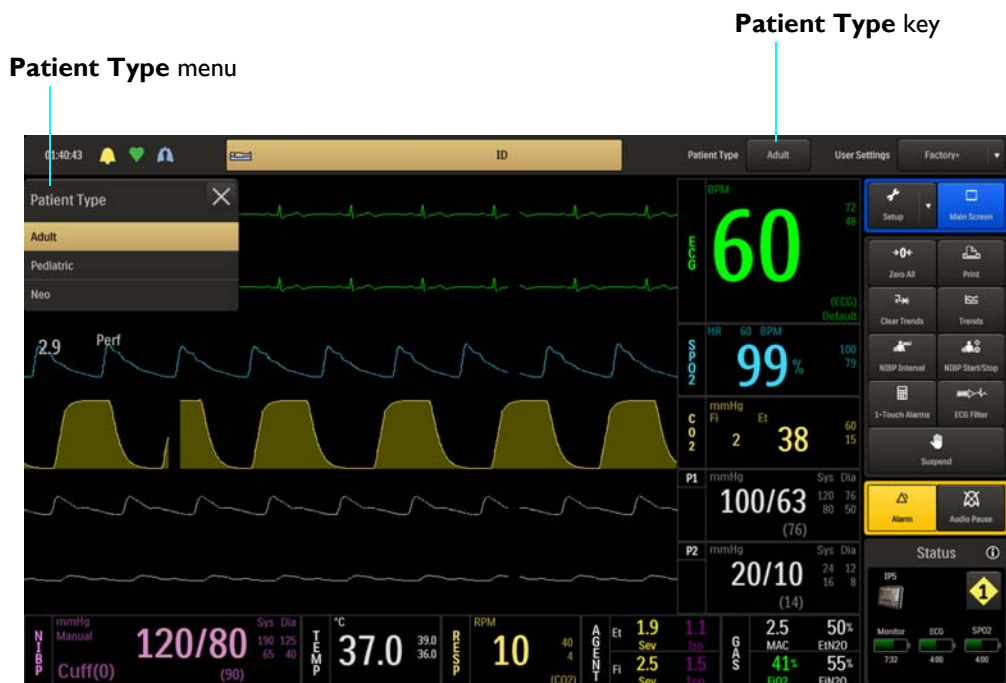 Patient Type key
Patient Type menu
01:40:43
ID
Patient Type
Adult
User Settings
Factory+
Patient Type
Adult
Pediatric
Neo
2.9 Perf
ECG
BPM
60
72
48
(ECG)
Default
SPO2
HR 60 BPM
99%
100
79
CO2
mmHg
Fi Et
2 38
60
15
P1 mmHg Sys Dia
100/63
120 76
80 50
(76)
P2 mmHg Sys Dia
20/10
24 12
16 8
(14)
Setup
Main Screen
→0←
Zero All
Print
Clear Trends
Trends
NIBP Interval
NIBP Start/Stop
1-Touch Alarms
ECG Filter
Suspend
Alarm
Audio Pause
Status
IP5
1
Monitor ECG SPO2
7:32 4:00 4:00
NIBP
mmHg
Manual
Cuff(0)
120/80
(90)
Sys Dia
190 125
65 40
TEMP
°C
37.0
39.0
36.0
RESP
RPM
10
40
4
(CO2)
AGENT
Et 1.9 1.1
Sev Iso
Fi 2.5 1.5
Sev Iso
GAS
2.5 50%
MAC EtN2O
41% 55%
FiO2 FiN2O